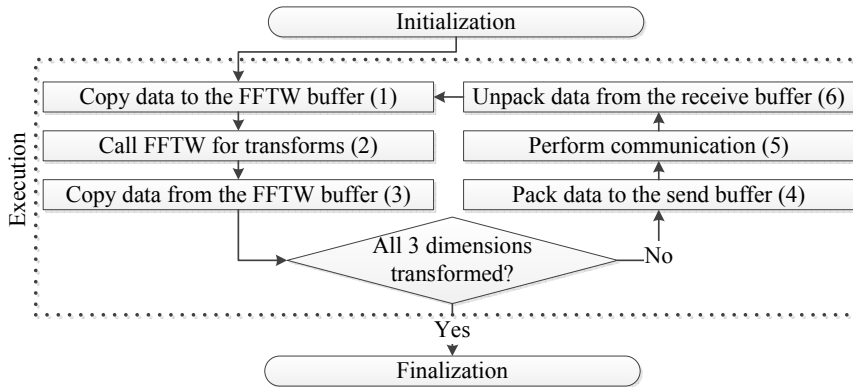 Initialization
Execution
Copy data to the FFTW buffer (1)
Call FFTW for transforms (2)
Copy data from the FFTW buffer (3)
All 3 dimensions
transformed?
No
Pack data to the send buffer (4)
Perform communication (5)
Unpack data from the receive buffer (6)
Yes
Finalization